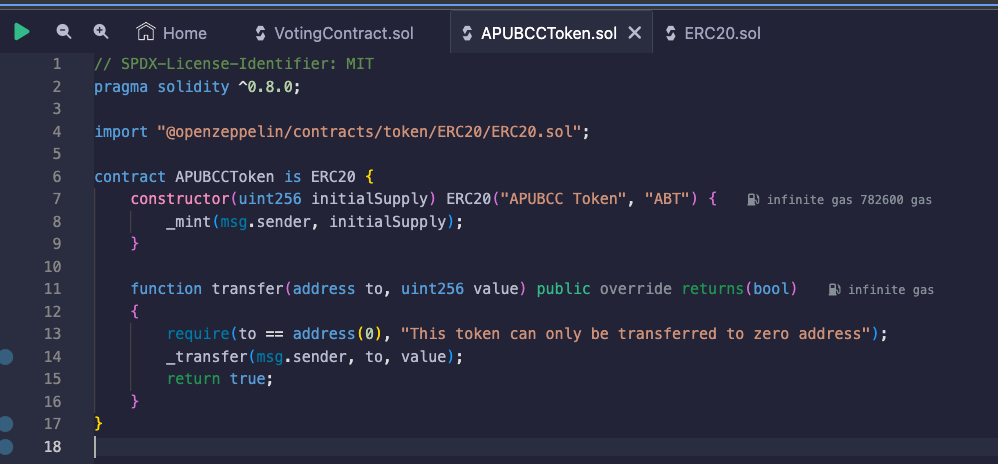 Home VotingContract.sol APUBCCToken.sol ERC20.sol
1 // SPDX-License-Identifier: MIT
2 pragma solidity ^0.8.0;
3
4 import "@openzeppelin/contracts/token/ERC20/ERC20.sol";
5
6 contract APUBCCToken is ERC20 {
7 constructor(uint256 initialSupply) ERC20("APUBCC Token", "ABT") { infinite gas 782600 gas
8 _mint(msg.sender, initialSupply);
9 }
10
11 function transfer(address to, uint256 value) public override returns(bool) infinite gas
12 {
13 require(to == address(0), "This token can only be transferred to zero address");
14 _transfer(msg.sender, to, value);
15 return true;
16 }
17 }
18